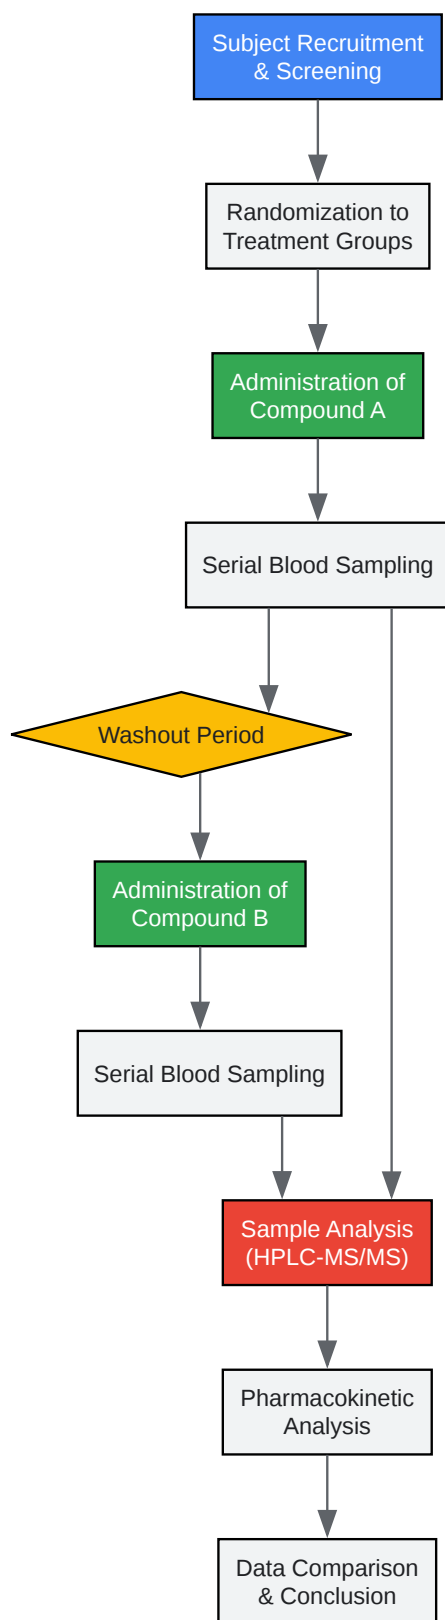 Subject Recruitment
& Screening
Randomization to
Treatment Groups
Administration of
Compound A
Serial Blood Sampling
Washout Period
Administration of
Compound B
Serial Blood Sampling
Sample Analysis
(HPLC-MS/MS)
Pharmacokinetic
Analysis
Data Comparison
& Conclusion